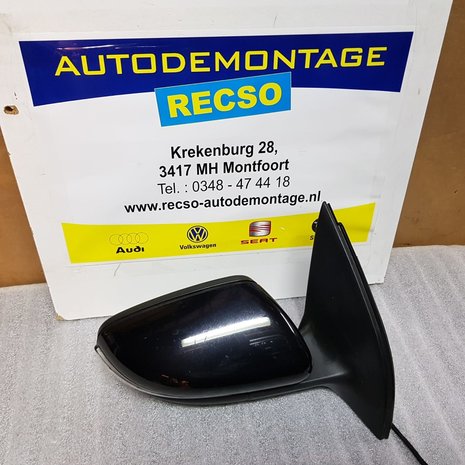 AUTODEMONTAGE
RECSO
Krekenburg 28,
3417 MH Montfoort
Tel. : 0348 - 47 44 18
www.recso-autodemontage.nl
Audi
Volkswagen
SEAT